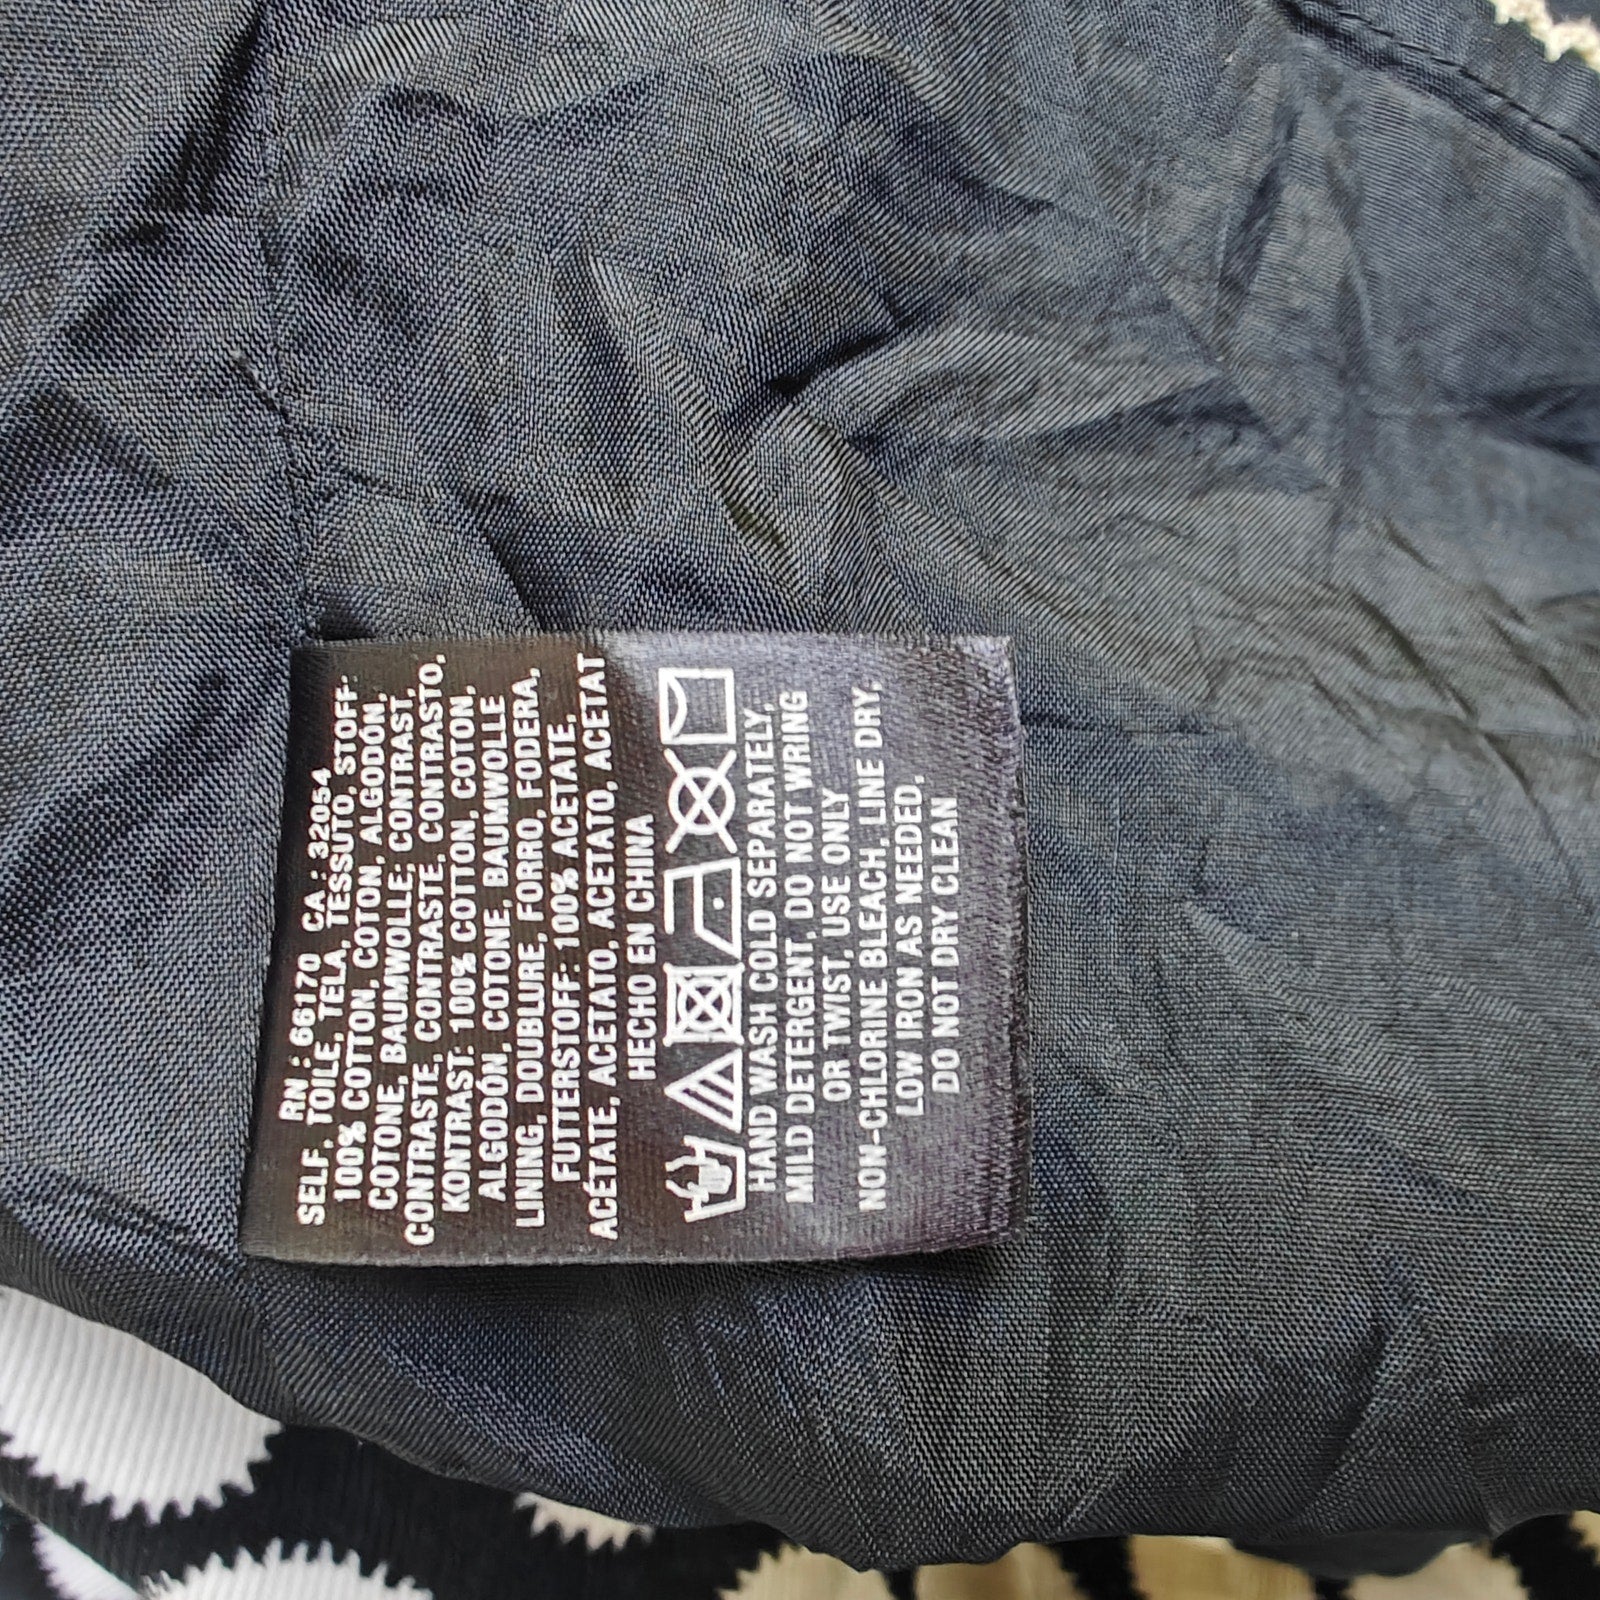 RN : 66170 CA : 32054
SELF, TOILE, TELA, TESSUTO, STOFF:
100% COTTON, COTON, ALGODÓN,
COTONE, BAUMWOLLE; CONTRAST,
CONTRASTE, CONTRASTE, CONTRASTO,
KONTRAST: 100% COTTON, COTON,
ALGODÓN, COTONE, BAUMWOLLE
LINING, DOUBLURE, FORRO, FODERA,
FUTTERSTOFF: 100% ACETATE,
ACÉTATE, ACETATO, ACETATO, ACETAT
HECHO EN CHINA
HAND WASH COLD SEPARATELY,
MILD DETERGENT, DO NOT WRING
OR TWIST, USE ONLY
NON-CHLORINE BLEACH, LINE DRY,
LOW IRON AS NEEDED,
DO NOT DRY CLEAN